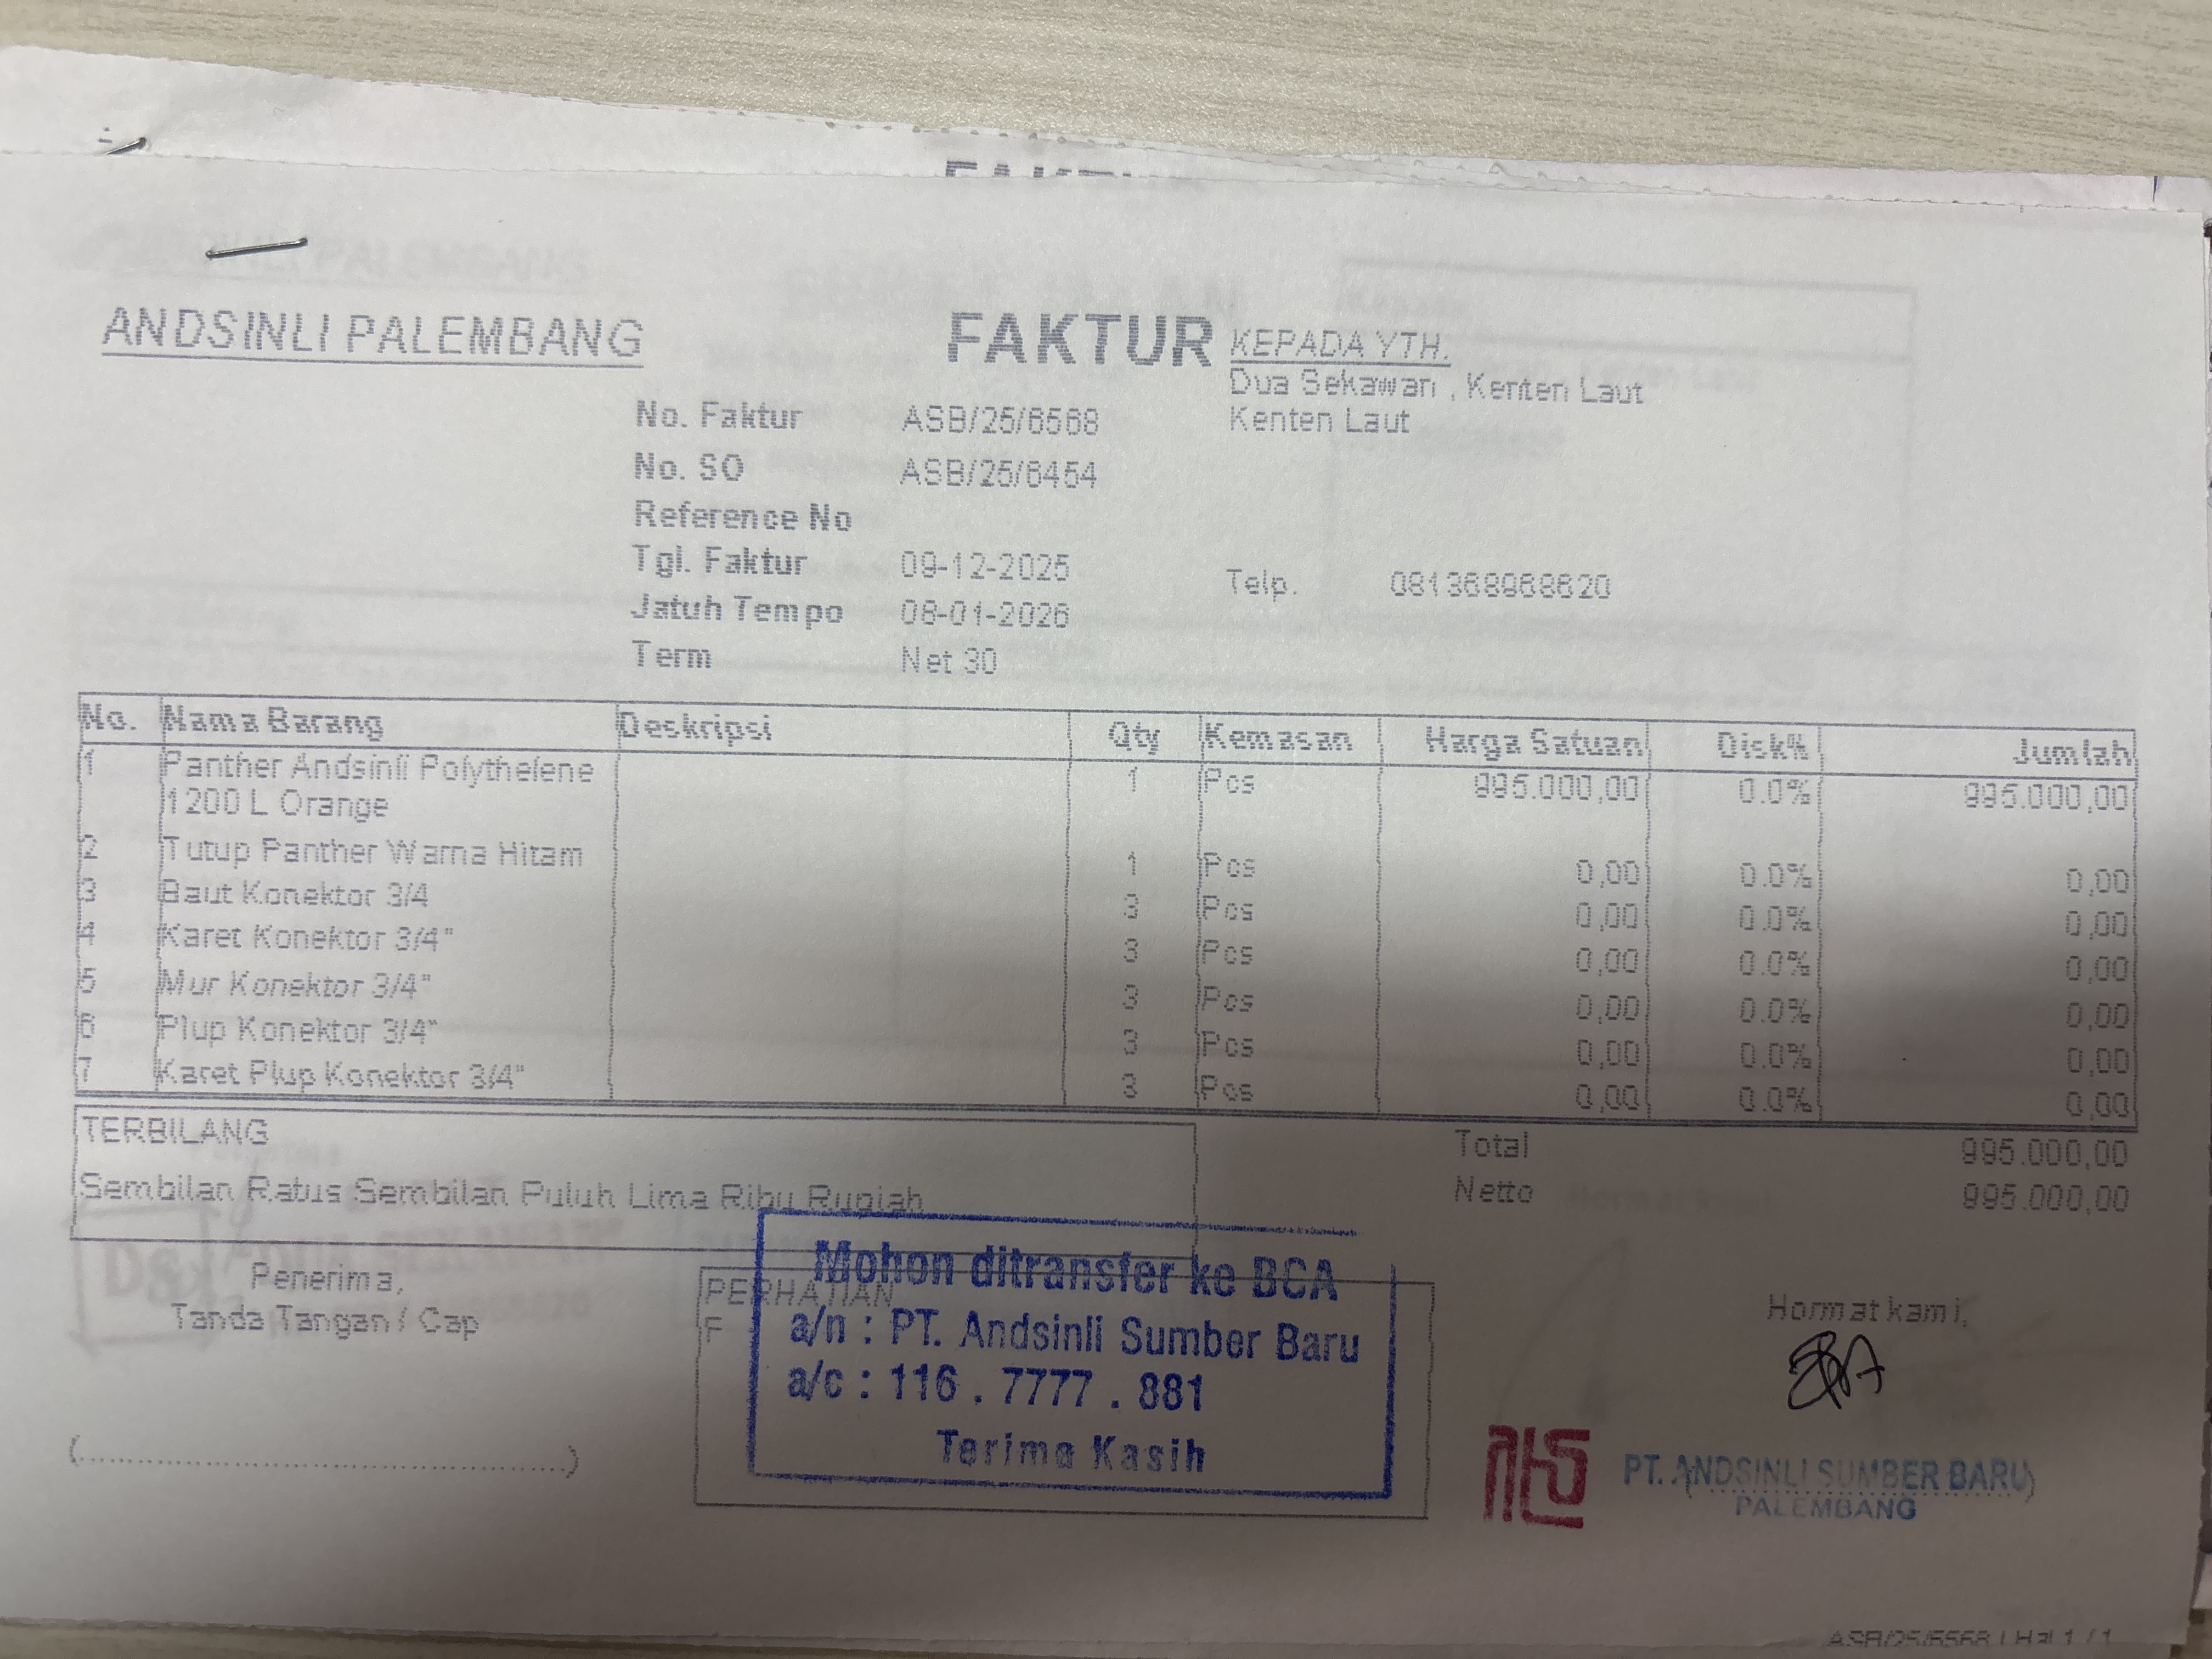 FAKTUR
ANDSINLI PALEMBANG
FAKTUR
KEPADA YTH.
Dua Sekawan , Kenten Laut
Kenten Laut
No. Faktur ASB/25/6568
No. SO ASB/25/6454
Reference No
Tgl. Faktur 09-12-2025
Telp. 081368968620
Jatuh Tempo 08-01-2026
Term Net 30
No. Nama Barang Deskripsi Qty Kemasan Harga Satuan Disk% Jumlah
1 Panther Andsinli Polythelene 1 Pcs 995.000,00 0.0% 995.000,00
1200 L Orange
2 Tutup Panther Warna Hitam 1 Pcs 0,00 0.0% 0,00
3 Baut Konektor 3/4 3 Pcs 0,00 0.0% 0,00
4 Karet Konektor 3/4" 3 Pcs 0,00 0.0% 0,00
5 Mur Konektor 3/4" 3 Pcs 0,00 0.0% 0,00
6 Plup Konektor 3/4" 3 Pcs 0,00 0.0% 0,00
7 Karet Plup Konektor 3/4" 3 Pcs 0,00 0.0% 0,00
TERBILANG
Sembilan Ratus Sembilan Puluh Lima Ribu Rupiah
Total 995.000,00
Netto 995.000,00
Penerima,
Tanda Tangan / Cap
(....................................................)
PERHATIAN
F
Mohon ditransfer ke BCA
a/n : PT. Andsinli Sumber Baru
a/c : 116 . 7777 . 881
Terima Kasih
Hormat kami,
PT. ANDSINLI SUMBER BARU
PALEMBANG
ASB/25/6568 | Hal 1 / 1